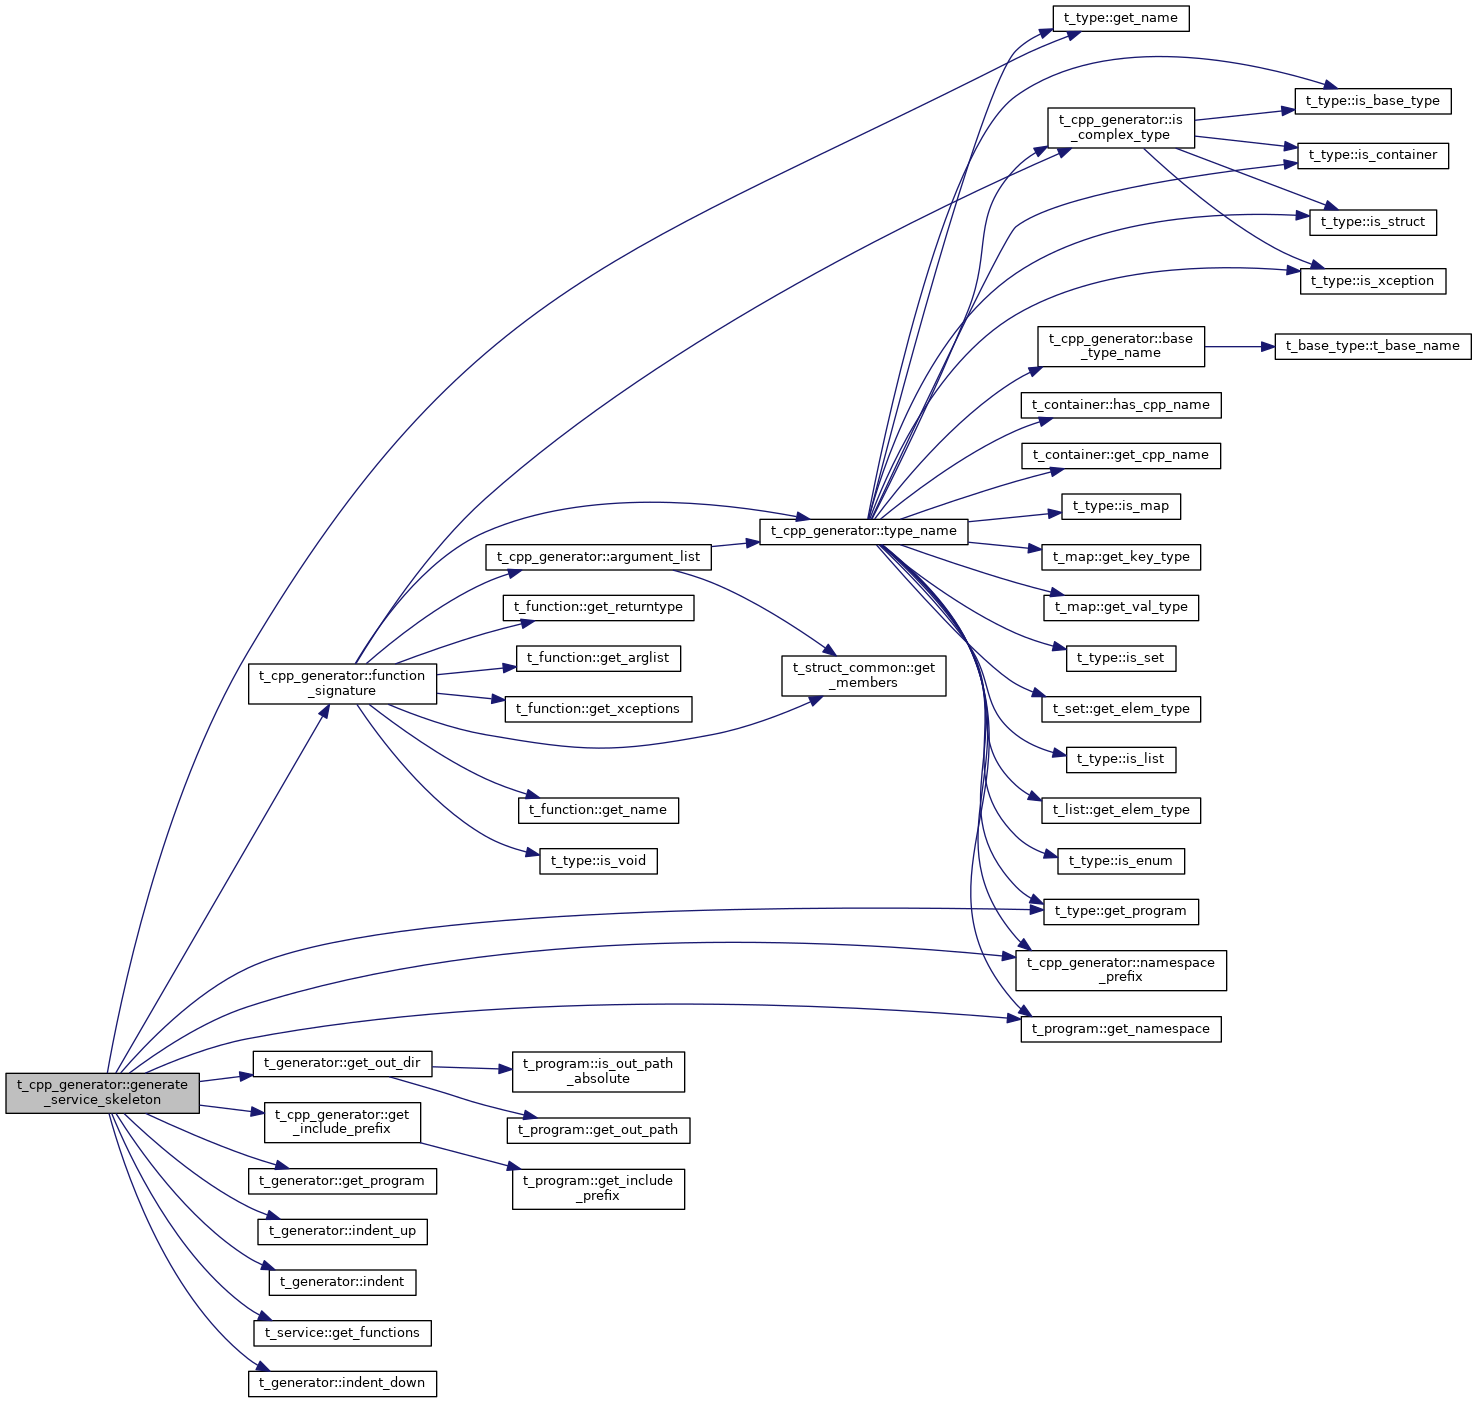 t_type::get_name
t_type::is_base_type
t_cpp_generator::is
_complex_type
t_type::is_container
t_type::is_struct
t_type::is_xception
t_cpp_generator::base
_type_name
t_base_type::t_base_name
t_container::has_cpp_name
t_container::get_cpp_name
t_type::is_map
t_cpp_generator::type_name
t_cpp_generator::argument_list
t_map::get_key_type
t_function::get_returntype
t_map::get_val_type
t_function::get_arglist
t_type::is_set
t_struct_common::get
_members
t_cpp_generator::function
_signature
t_function::get_xceptions
t_set::get_elem_type
t_type::is_list
t_function::get_name
t_list::get_elem_type
t_type::is_void
t_type::is_enum
t_type::get_program
t_cpp_generator::namespace
_prefix
t_program::get_namespace
t_generator::get_out_dir
t_program::is_out_path
_absolute
t_cpp_generator::generate
_service_skeleton
t_cpp_generator::get
_include_prefix
t_program::get_out_path
t_generator::get_program
t_program::get_include
_prefix
t_generator::indent_up
t_generator::indent
t_service::get_functions
t_generator::indent_down